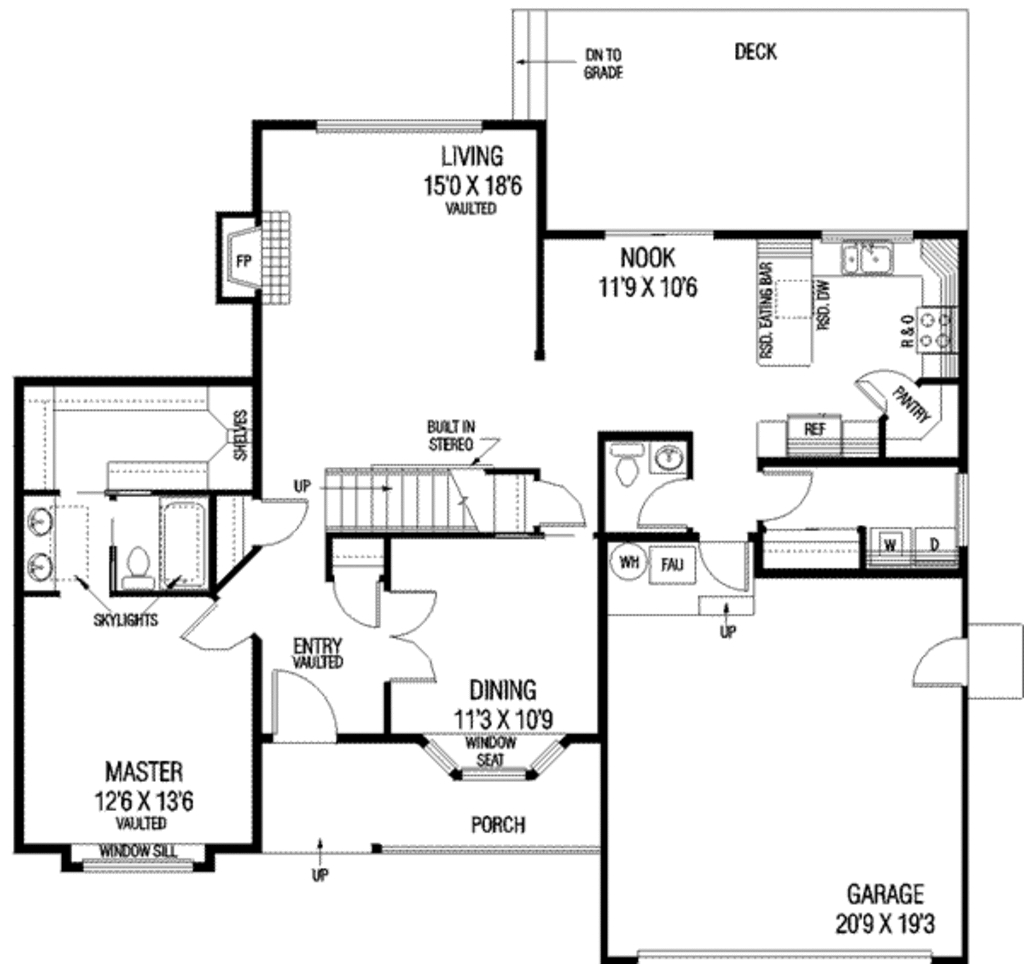 DECK
DN TO
GRADE
LIVING
15'0 X 18'6
VAULTED
FP
NOOK
11'9 X 10'6
RSD. EATING BAR
RSD. DW
R & O
PANTRY
REF
SHELVES
BUILT IN
STEREO
UP
WH
FAU
W
D
UP
SKYLIGHTS
ENTRY
VAULTED
DINING
11'3 X 10'9
WINDOW
SEAT
MASTER
12'6 X 13'6
VAULTED
WINDOW SILL
PORCH
UP
GARAGE
20'9 X 19'3